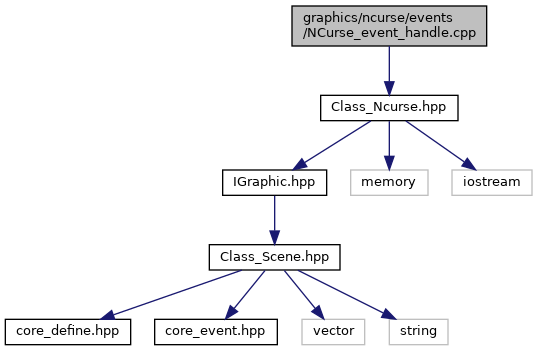 graphics/ncurse/events
/NCurse_event_handle.cpp
Class_Ncurse.hpp
IGraphic.hpp
memory
iostream
Class_Scene.hpp
core_define.hpp
core_event.hpp
vector
string